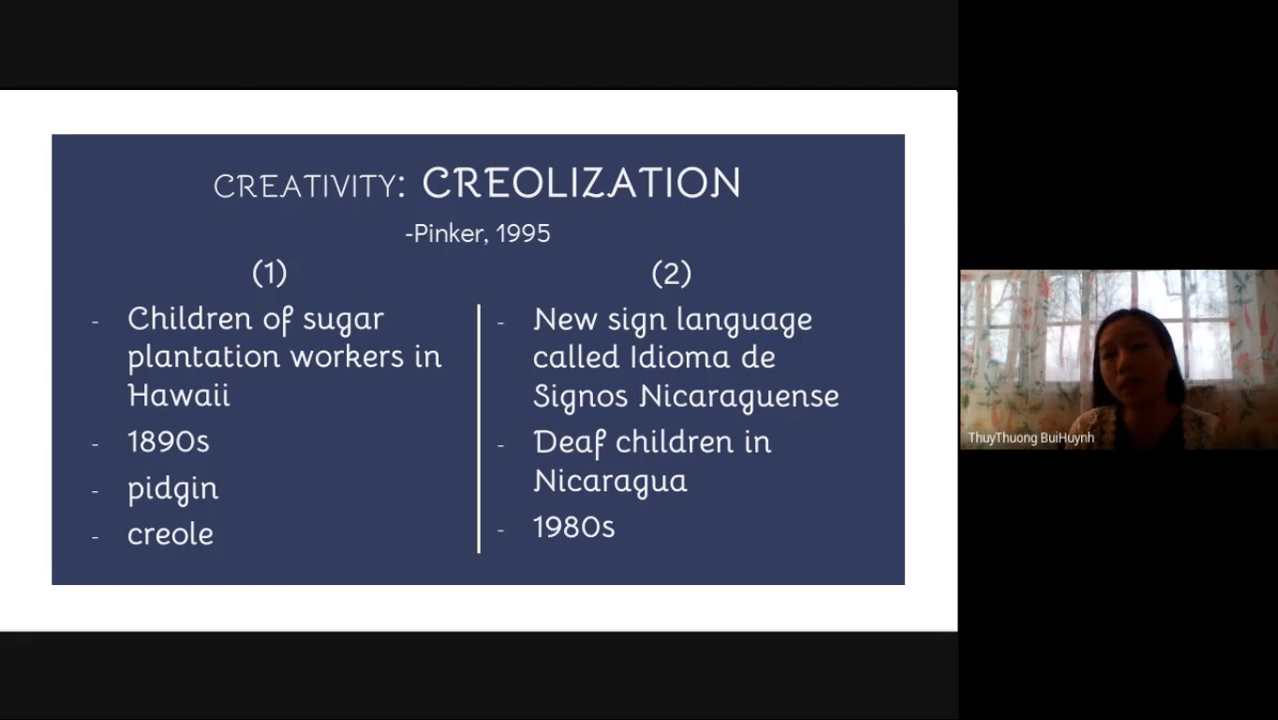 CREATIVITY: CREOLIZATION
-Pinker, 1995
(1)
- Children of sugar
plantation workers in
Hawaii
- 1890s
- pidgin
- creole
(2)
- New sign language
called Idioma de
Signos Nicaraguense
- Deaf children in
Nicaragua
- 1980s
ThuyThuong BuiHuynh